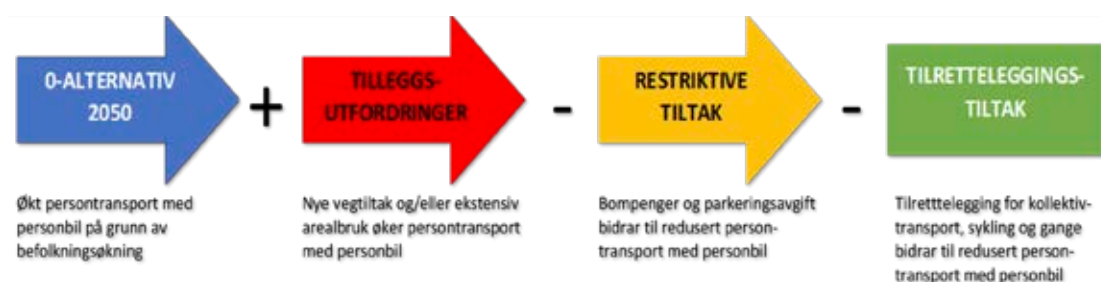 0-ALTERNATIV
2050
+
TILLEGGS-
UTFORDRINGER
-
RESTRIKTIVE
TILTAK
-
TILRETTELEGGINGS-
TILTAK
Økt persontransport med
personbil på grunn av
befolkningsøkning
Nye vegtiltak og/eller ekstensiv
arealbruk øker persontransport
med personbil
Bompenger og parkeringsavgift
bidrar til redusert person-
transport med personbil
Tilretttelegging for kollektiv-
transport, sykling og gange
bidrar til redusert person-
transport med personbil